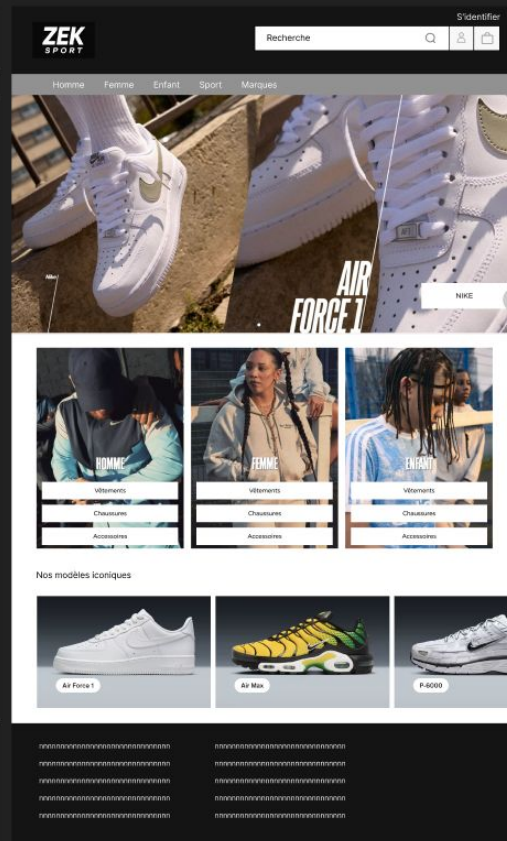 S'identifier
ZEK
SPORT
Recherche
Homme Femme Enfant Sport Marques
Nike
AIR
FORCE 1
NIKE
HOMME
FEMME
ENFANT
Vêtements
Vêtements
Vêtements
Chaussures
Chaussures
Chaussures
Accessoires
Accessoires
Accessoires
Nos modèles iconiques
Air Force 1
Air Max
P-6000